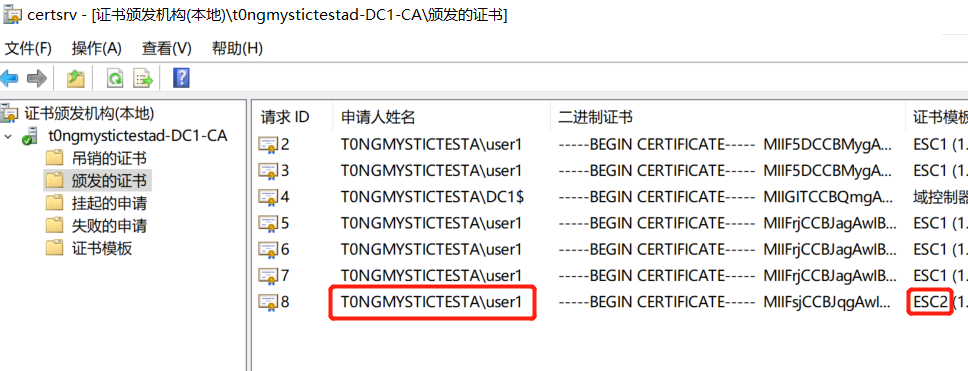 certsrv - [证书颁发机构(本地)\t0ngmystictestad-DC1-CA\颁发的证书]
文件(F) 操作(A) 查看(V) 帮助(H)
证书颁发机构(本地)
t0ngmystictestad-DC1-CA
吊销的证书
颁发的证书
挂起的申请
失败的申请
证书模板
请求 ID 申请人姓名 二进制证书 证书模板
2 T0NGMYSTICTESTA\user1 -----BEGIN CERTIFICATE----- MIIF5DCCBMygA... ESC1 (1.
3 T0NGMYSTICTESTA\user1 -----BEGIN CERTIFICATE----- MIIF5DCCBMygA... ESC1 (1.
4 T0NGMYSTICTESTA\DC1$ -----BEGIN CERTIFICATE----- MIIGITCCBQmgA... 域控制器
5 T0NGMYSTICTESTA\user1 -----BEGIN CERTIFICATE----- MIIFrjCCBJagAwIB... ESC1 (1.
6 T0NGMYSTICTESTA\user1 -----BEGIN CERTIFICATE----- MIIFrjCCBJagAwIB... ESC1 (1.
7 T0NGMYSTICTESTA\user1 -----BEGIN CERTIFICATE----- MIIFrjCCBJagAwIB... ESC1 (1.
8 T0NGMYSTICTESTA\user1 -----BEGIN CERTIFICATE----- MIIFsjCCBJqgAwI... ESC2 (1.